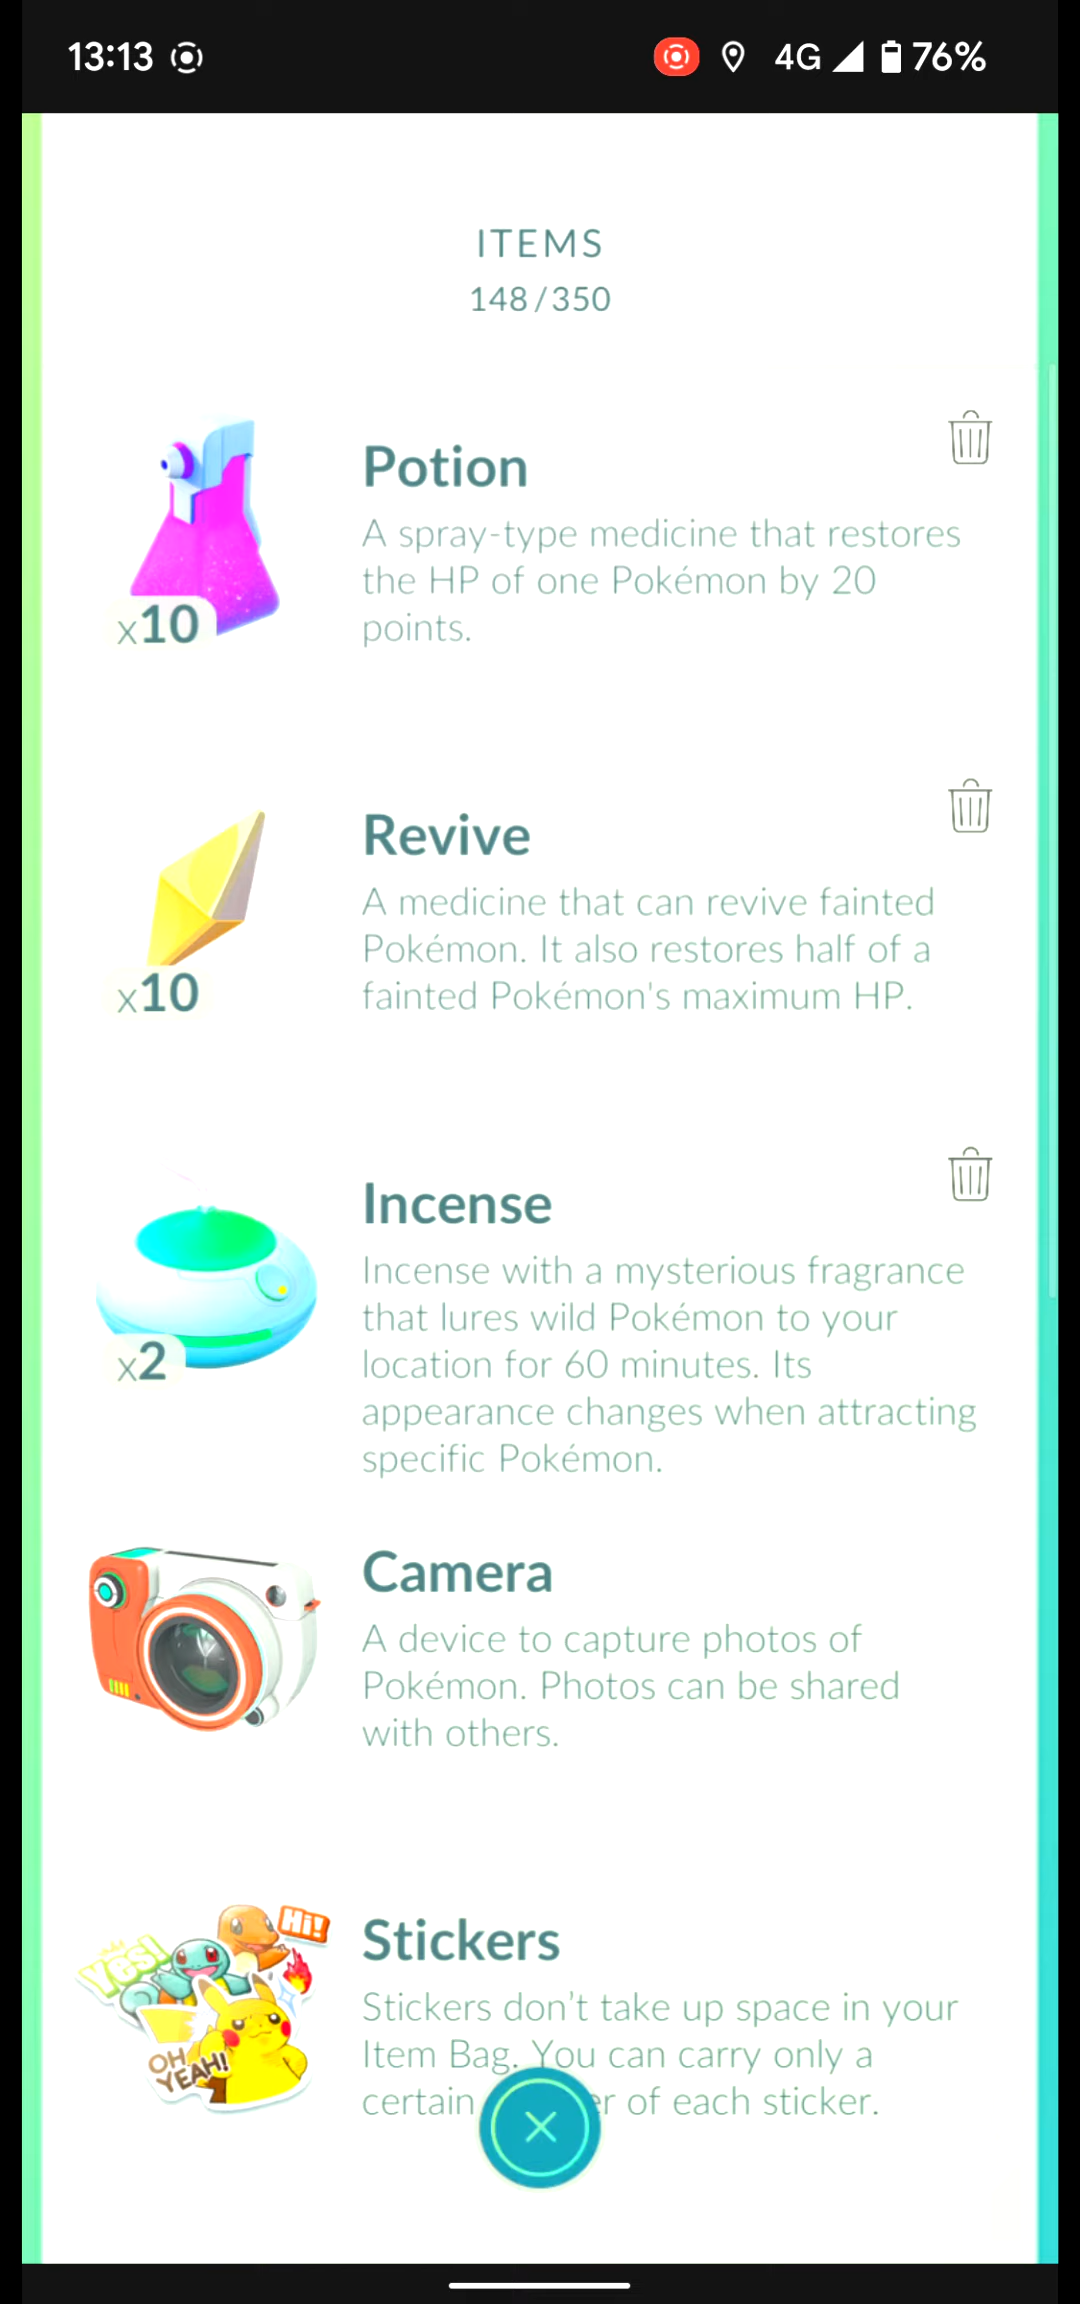 13:13
4G 76%
ITEMS
148/350
Potion
A spray-type medicine that restores
the HP of one Pokémon by 20
points.
x10
Revive
A medicine that can revive fainted
Pokémon. It also restores half of a
fainted Pokémon's maximum HP.
x10
Incense
Incense with a mysterious fragrance
that lures wild Pokémon to your
location for 60 minutes. Its
appearance changes when attracting
specific Pokémon.
x2
Camera
A device to capture photos of
Pokémon. Photos can be shared
with others.
Hi!
Yes!
OH
YEAH!
Stickers
Stickers don’t take up space in your
Item Bag. You can carry only a
certain of each sticker.